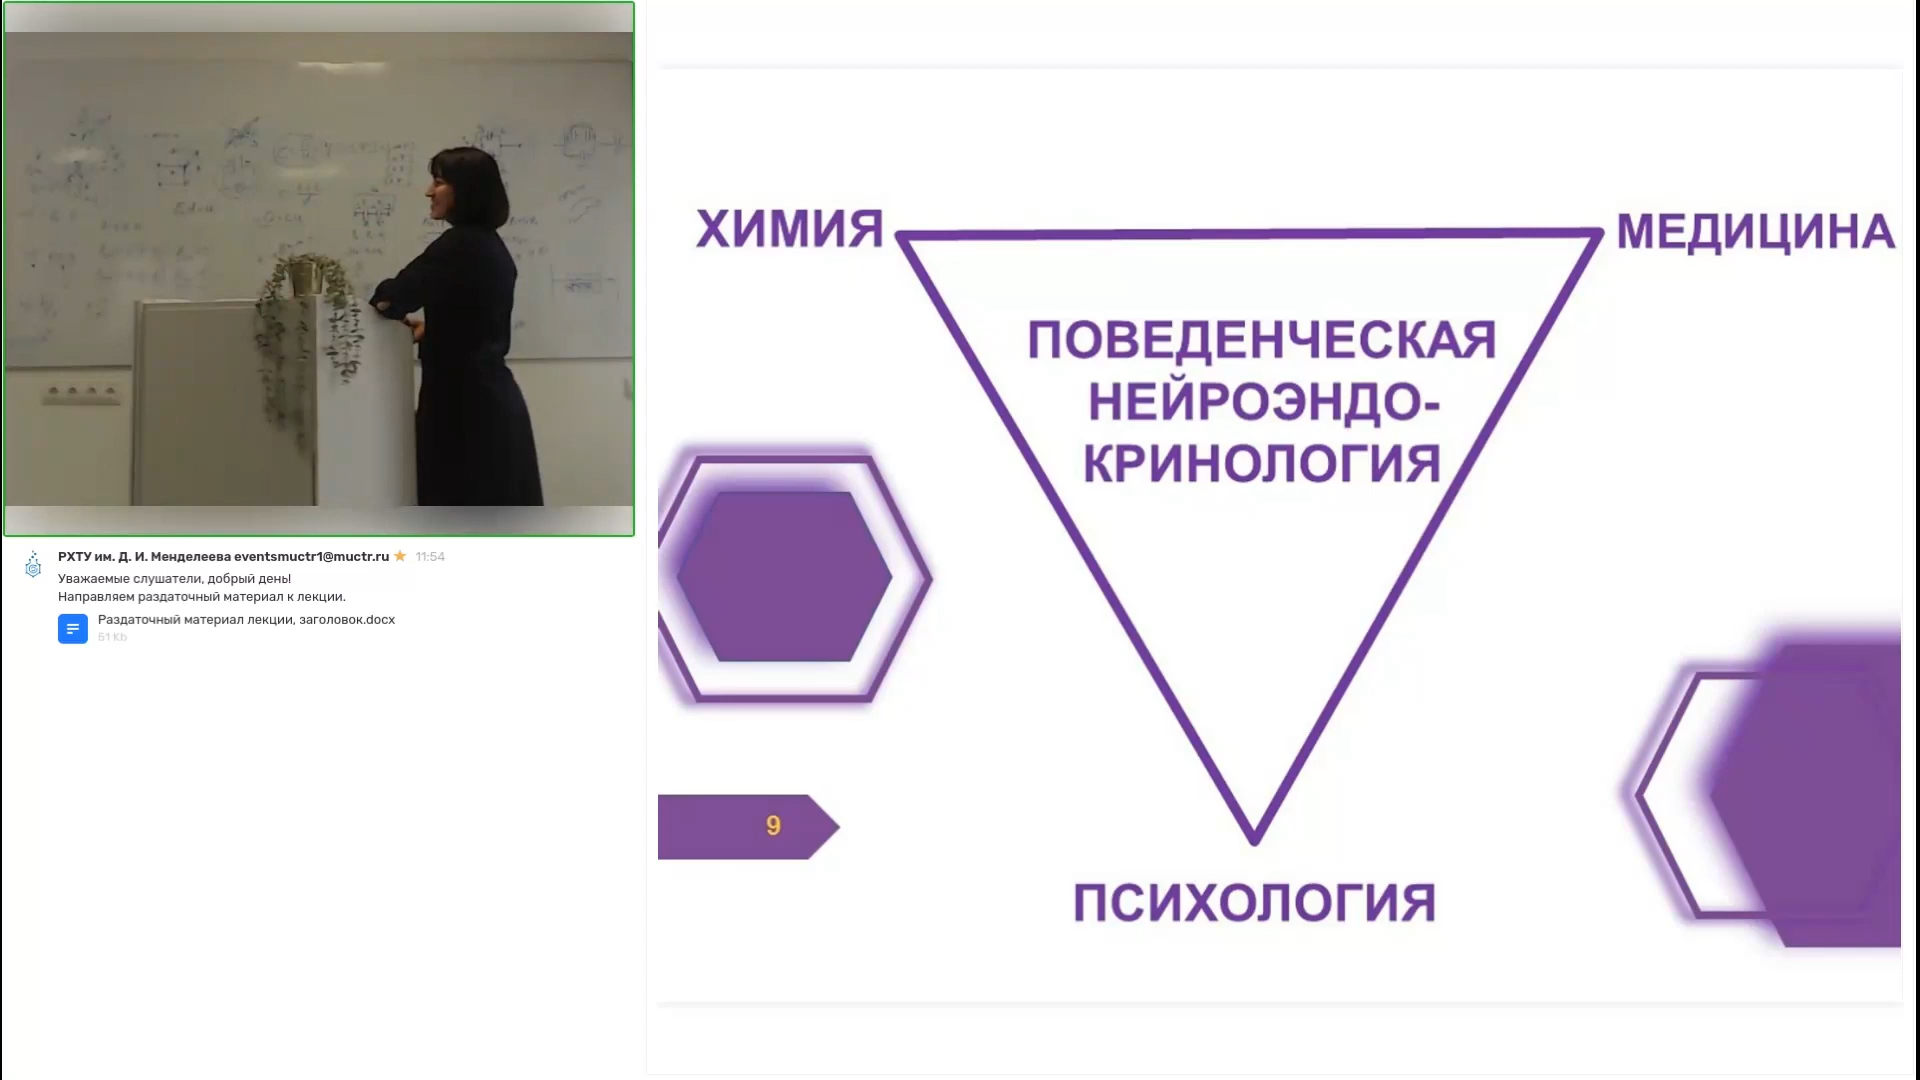 РХТУ им. Д. И. Менделеева eventsmuctr1@muctr.ru 11:54
Уважаемые слушатели, добрый день!
Направляем раздаточный материал к лекции.
Раздаточный материал лекции, заголовок.docx
51 Kb
ХИМИЯ
МЕДИЦИНА
ПОВЕДЕНЧЕСКАЯ
НЕЙРОЭНДО-
КРИНОЛОГИЯ
9
ПСИХОЛОГИЯ